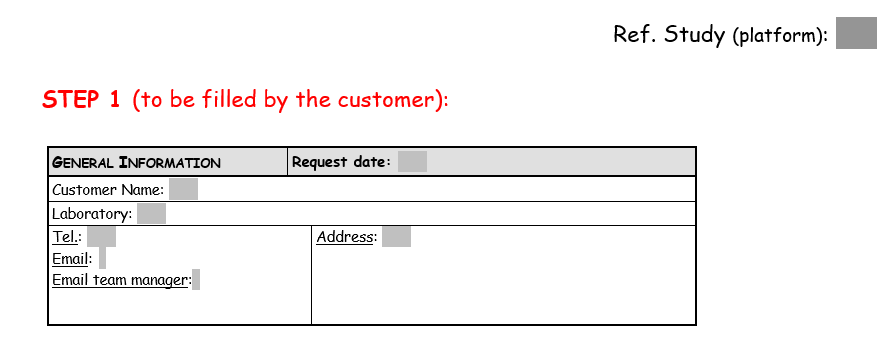 Ref. Study (platform):
STEP 1 (to be filled by the customer):
GENERAL INFORMATION Request date:
Customer Name:
Laboratory:
Tel.: Address:
Email:
Email team manager: